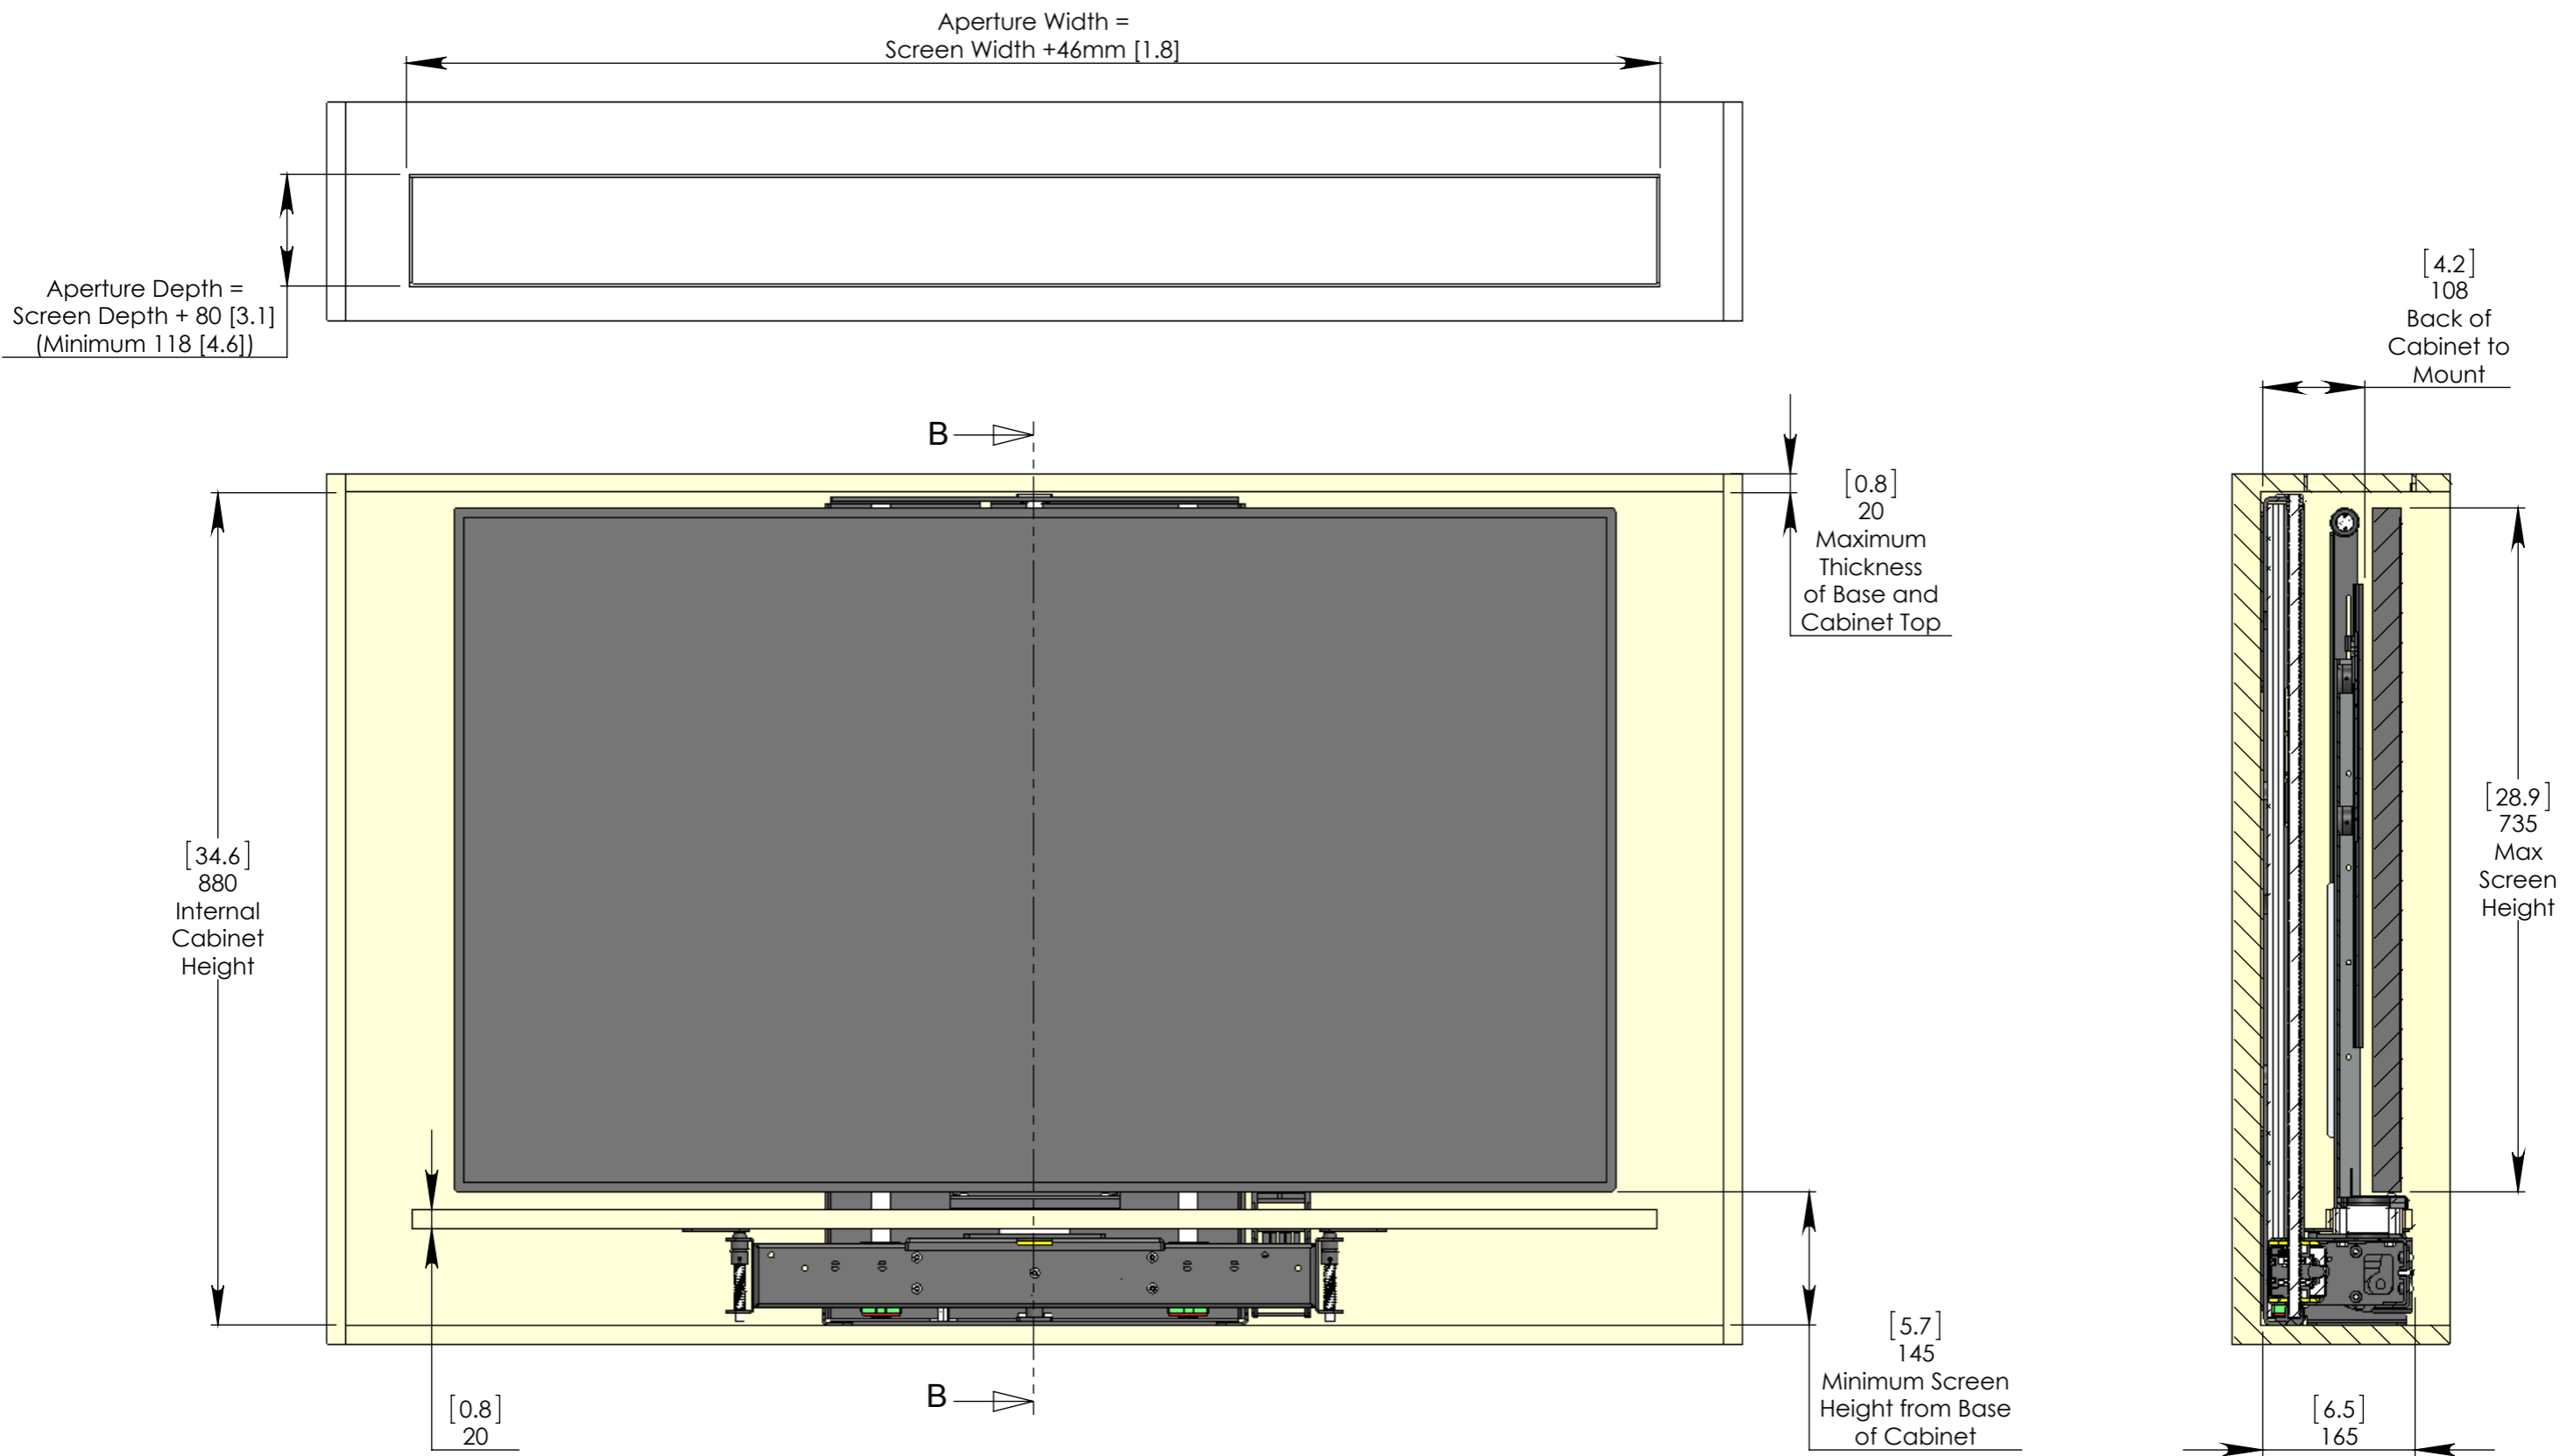 Aperture Width =
Screen Width +46mm [1.8]
Aperture Depth =
Screen Depth + 80 [3.1]
(Minimum 118 [4.6])
[4.2]
108
Back of
Cabinet to
Mount
B
[0.8]
20
Maximum
Thickness
of Base and
Cabinet Top
[34.6]
880
Internal
Cabinet
Height
[28.9]
735
Max
Screen
Height
[5.7]
145
Minimum Screen
Height from Base
of Cabinet
B
[0.8]
20
[6.5]
165